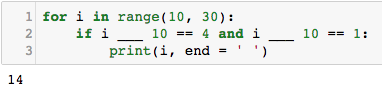 1 for i in range(10, 30):
2     if i ___ 10 == 4 and i ___ 10 == 1:
3         print(i, end = ' ')
14